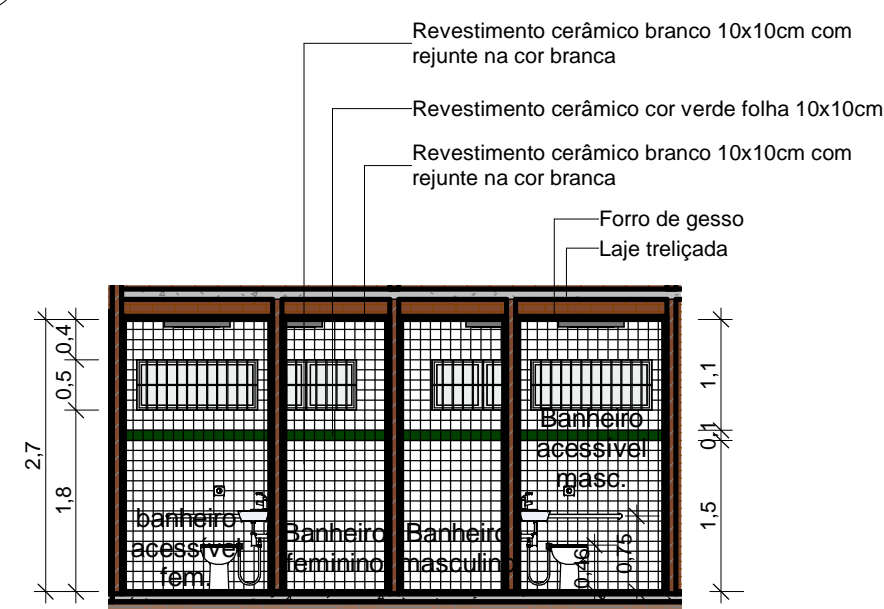 Revestimento cerâmico branco 10x10cm com
rejunte na cor branca
Revestimento cerâmico cor verde folha 10x10cm
Revestimento cerâmico branco 10x10cm com
rejunte na cor branca
Forro de gesso
Laje treliçada
2,7
0,4
0,5
1,8
banheiro
acessível
fem.
Banheiro
feminino
Banheiro
masculino
Banheiro
acessível
masc.
0,46
0,75
1,1
0,1
1,5